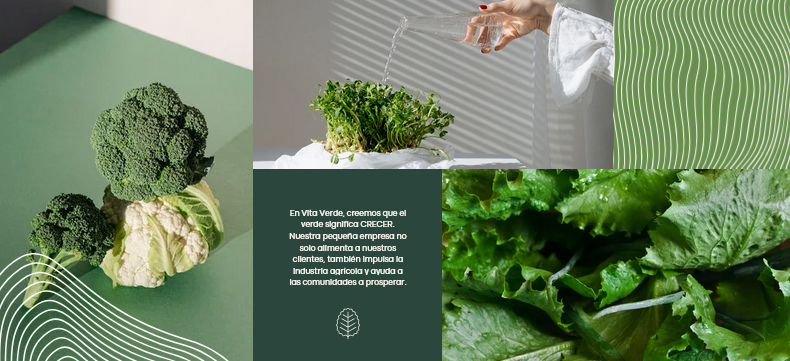 En Vita Verde, creemos que el
verde significa CRECER.
Nuestra pequeña empresa no
solo alimenta a nuestros
clientes, también impulsa la
industria agrícola y ayuda a
las comunidades a prosperar.